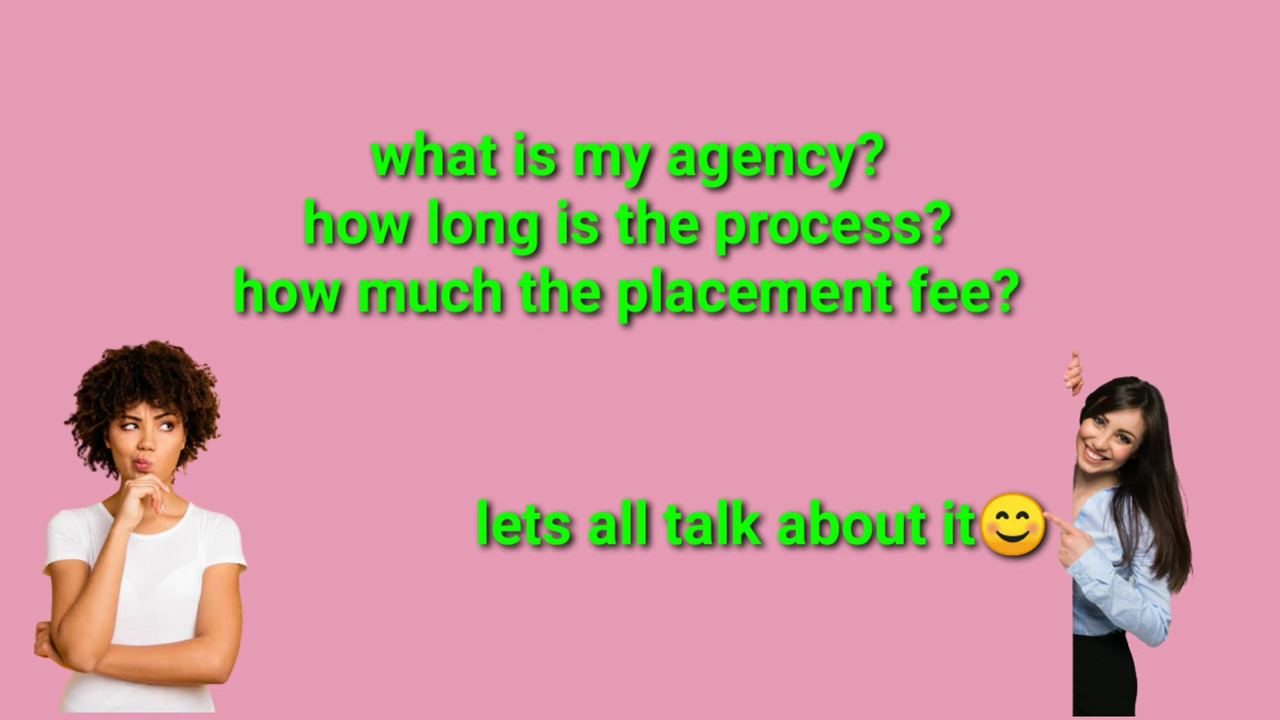 what is my agency?
how long is the process?
how much the placement fee?
lets all talk about it😊